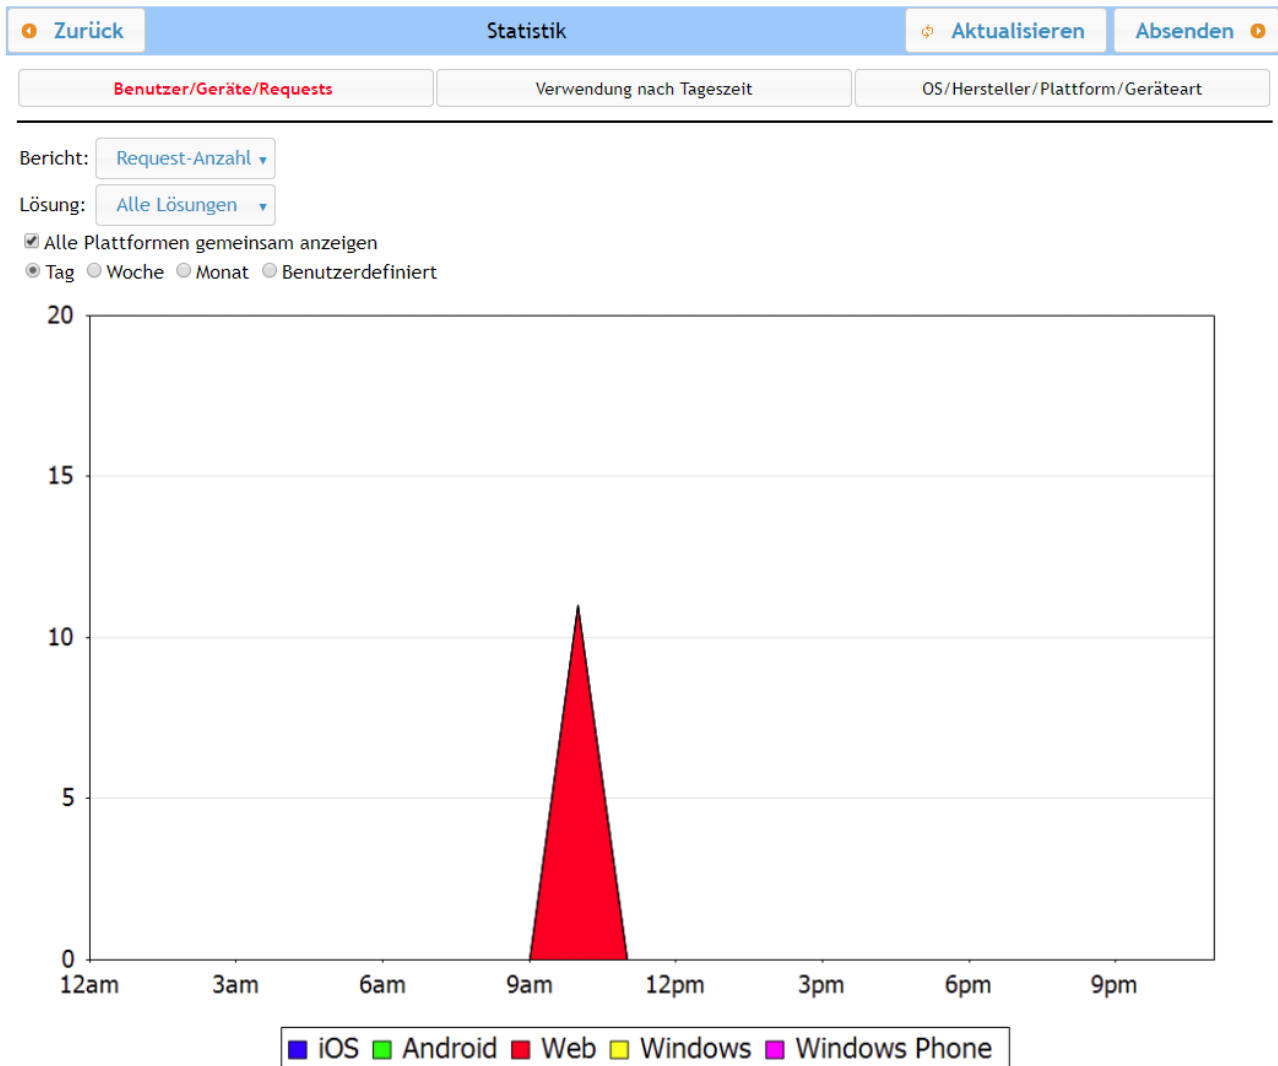 Zurück Statistik Aktualisieren Absenden
Benutzer/Geräte/Requests Verwendung nach Tageszeit OS/Hersteller/Plattform/Geräteart
Bericht: Request-Anzahl
Lösung: Alle Lösungen
Alle Plattformen gemeinsam anzeigen
Tag Woche Monat Benutzerdefiniert
20
15
10
5
0
12am 3am 6am 9am 12pm 3pm 6pm 9pm
iOS Android Web Windows Windows Phone